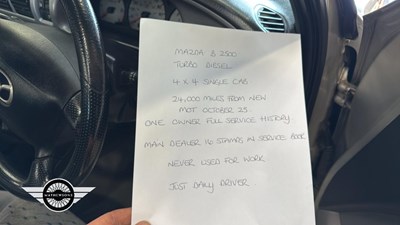 MAZDA B 2500
TURBO DIESEL
4 X 4 SINGLE CAB
24,000 MILES FROM NEW
MOT OCTOBER 25
ONE OWNER FULL SERVICE HISTORY
MAIN DEALER 16 STAMPS IN SERVICE BOOK
NEVER USED FOR WORK
JUST DAILY DRIVER